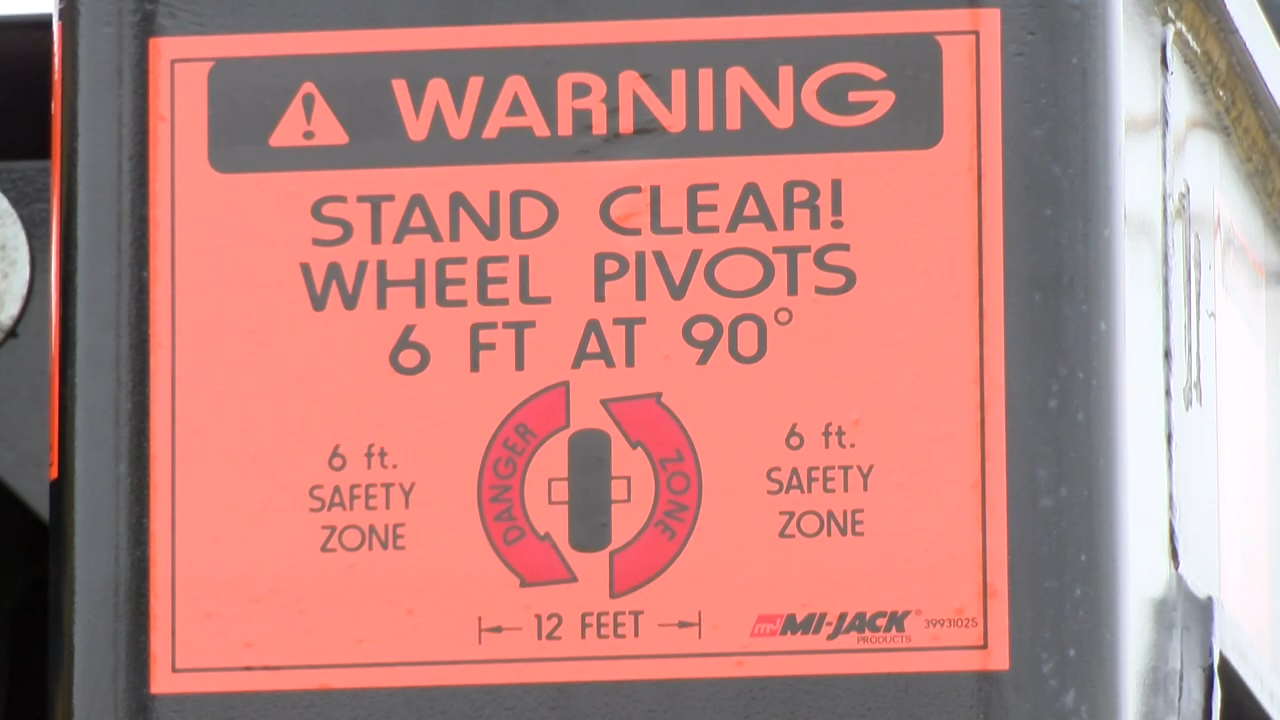 WARNING
STAND CLEAR!
WHEEL PIVOTS
6 FT AT 90°
6 ft.
SAFETY
ZONE
DANGER
ZONE
6 ft.
SAFETY
ZONE
12 FEET
MI-JACK®
PRODUCTS
39931025